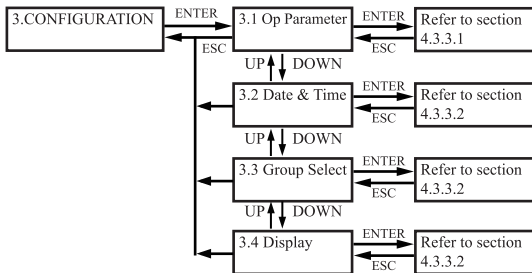 3.CONFIGURATION
ENTER
ESC
3.1 Op Parameter
ENTER
ESC
Refer to section
4.3.3.1
UP
DOWN
3.2 Date & Time
ENTER
ESC
Refer to section
4.3.3.2
UP
DOWN
3.3 Group Select
ENTER
ESC
Refer to section
4.3.3.2
UP
DOWN
3.4 Display
ENTER
ESC
Refer to section
4.3.3.2